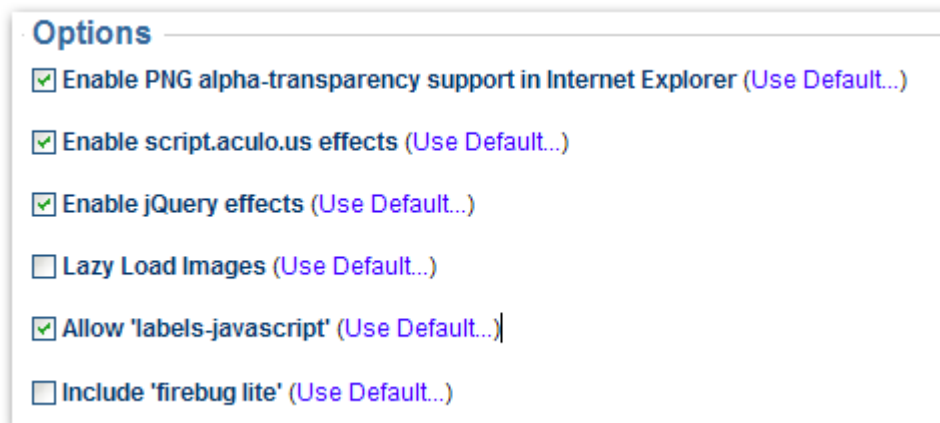 Options
Enable PNG alpha-transparency support in Internet Explorer (Use Default...)
Enable script.aculo.us effects (Use Default...)
Enable jQuery effects (Use Default...)
Lazy Load Images (Use Default...)
Allow 'labels-javascript' (Use Default...)
Include 'firebug lite' (Use Default...)